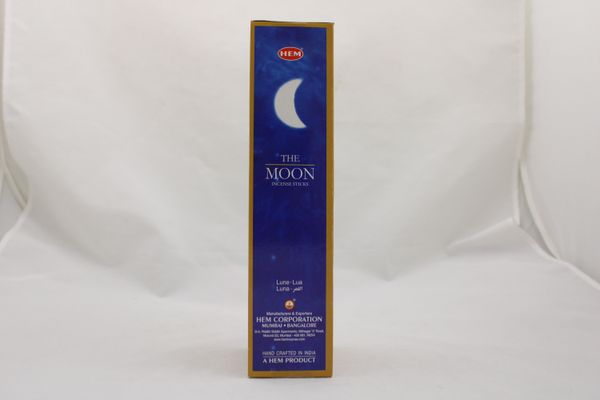 HEM
THE
MOON
INCENSE STICKS
Lune-Lua
Luna - القمر
Manufacturers & Exporters
HEM CORPORATION
MUMBAI • BANGALORE
HAND CRAFTED IN INDIA
A HEM PRODUCT